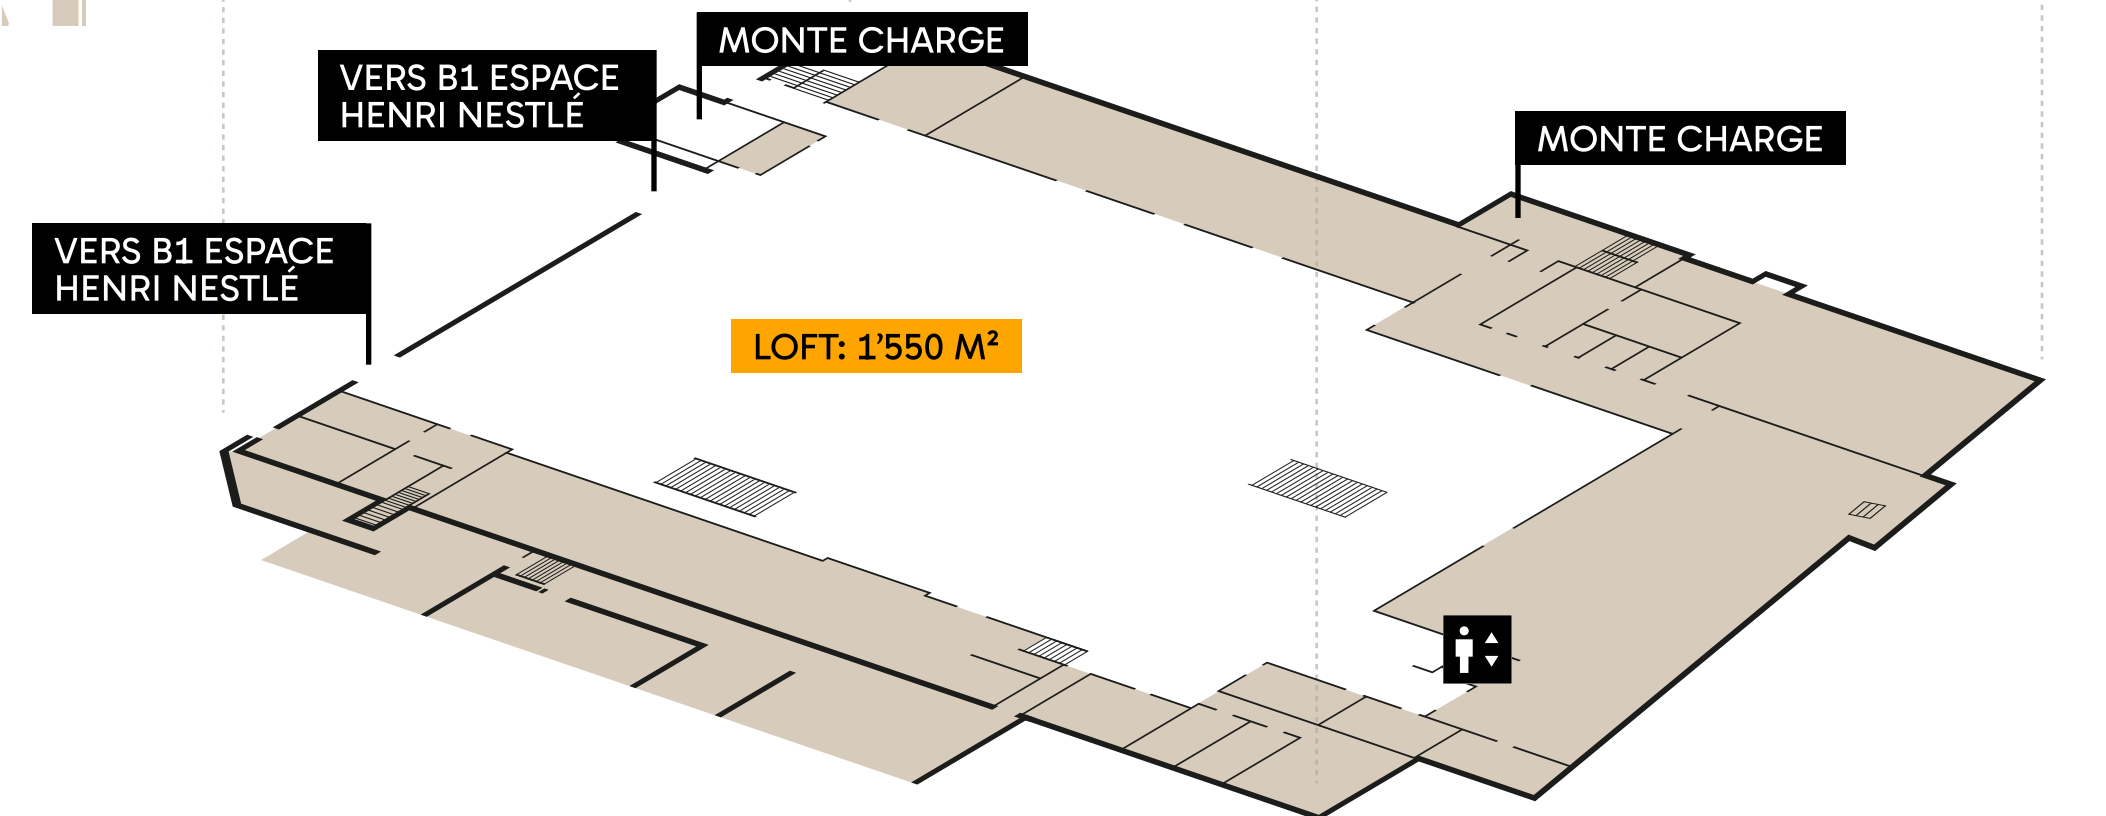 MONTE CHARGE
VERS B1 ESPACE
HENRI NESTLÉ
MONTE CHARGE
VERS B1 ESPACE
HENRI NESTLÉ
LOFT: 1’550 M²